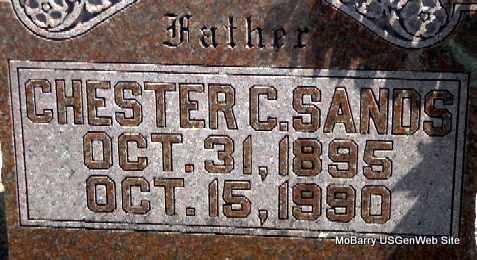 Father
CHESTER C. SANDS
OCT. 31, 1895
OCT. 15, 1990
MoBarry USGenWeb Site